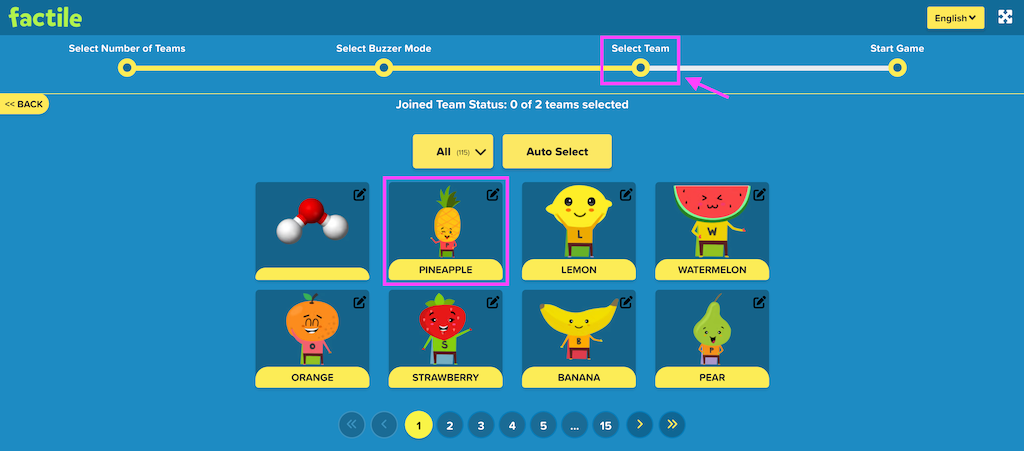 factile
English
Select Number of Teams
Select Buzzer Mode
Select Team
Start Game
<< BACK
Joined Team Status: 0 of 2 teams selected
All (115)
Auto Select
PINEAPPLE
L
LEMON
W
WATERMELON
O
ORANGE
S
STRAWBERRY
B
BANANA
P
PEAR
« ‹ 1 2 3 4 5 ... 15 › »